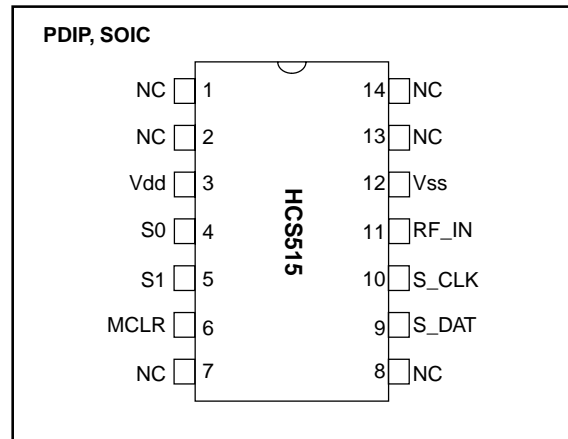 PDIP, SOIC
NC 1 14 NC
NC 2 13 NC
Vdd 3 12 Vss
S0 4 11 RF_IN
S1 5 10 S_CLK
MCLR 6 9 S_DAT
NC 7 8 NC
HCS515